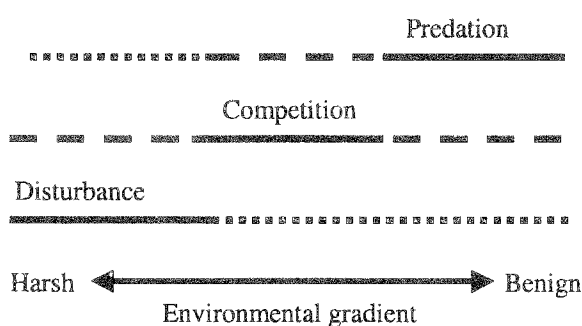 Predation
Competition
Disturbance
Harsh
Benign
Environmental gradient